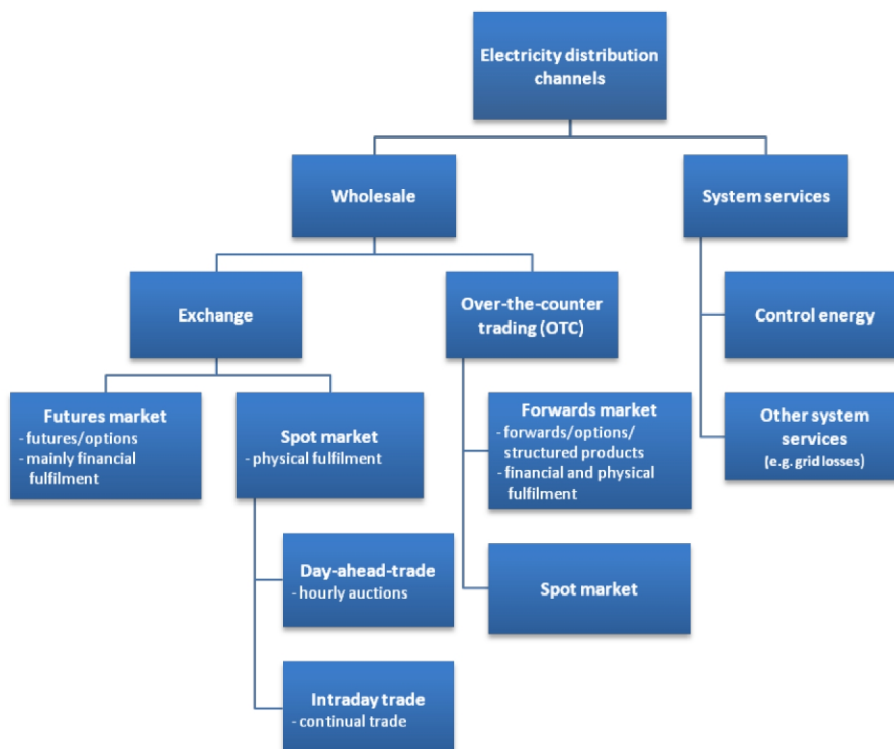 Electricity distribution
channels
Wholesale
System services
Exchange
Over-the-counter
trading (OTC)
Control energy
Futures market
- futures/options
- mainly financial
fulfilment
Spot market
- physical fulfilment
Forwards market
- forwards/options/
structured products
- financial and physical
fulfilment
Other system
services
(e.g. grid losses)
Day-ahead-trade
- hourly auctions
Spot market
Intraday trade
- continual trade